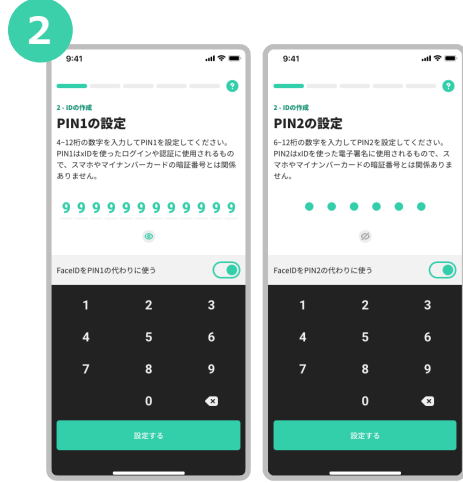 2
9:41
?
2 - IDの作成
PIN1の設定
4~12桁の数字を入力してPIN1を設定してください。
PIN1はxIDを使ったログインや認証に使用されるもの
で、スマホやマイナンバーカードの暗証番号とは関係
ありません。
9 9 9 9 9 9 9 9 9 9 9 9
FaceIDをPIN1の代わりに使う
1 2 3
4 5 6
7 8 9
0
設定する
9:41
?
2 - IDの作成
PIN2の設定
6~12桁の数字を入力してPIN2を設定してください。
PIN2はxIDを使った電子署名に使用されるもので、ス
マホやマイナンバーカードの暗証番号とは関係ありま
せん。
FaceIDをPIN2の代わりに使う
1 2 3
4 5 6
7 8 9
0
設定する